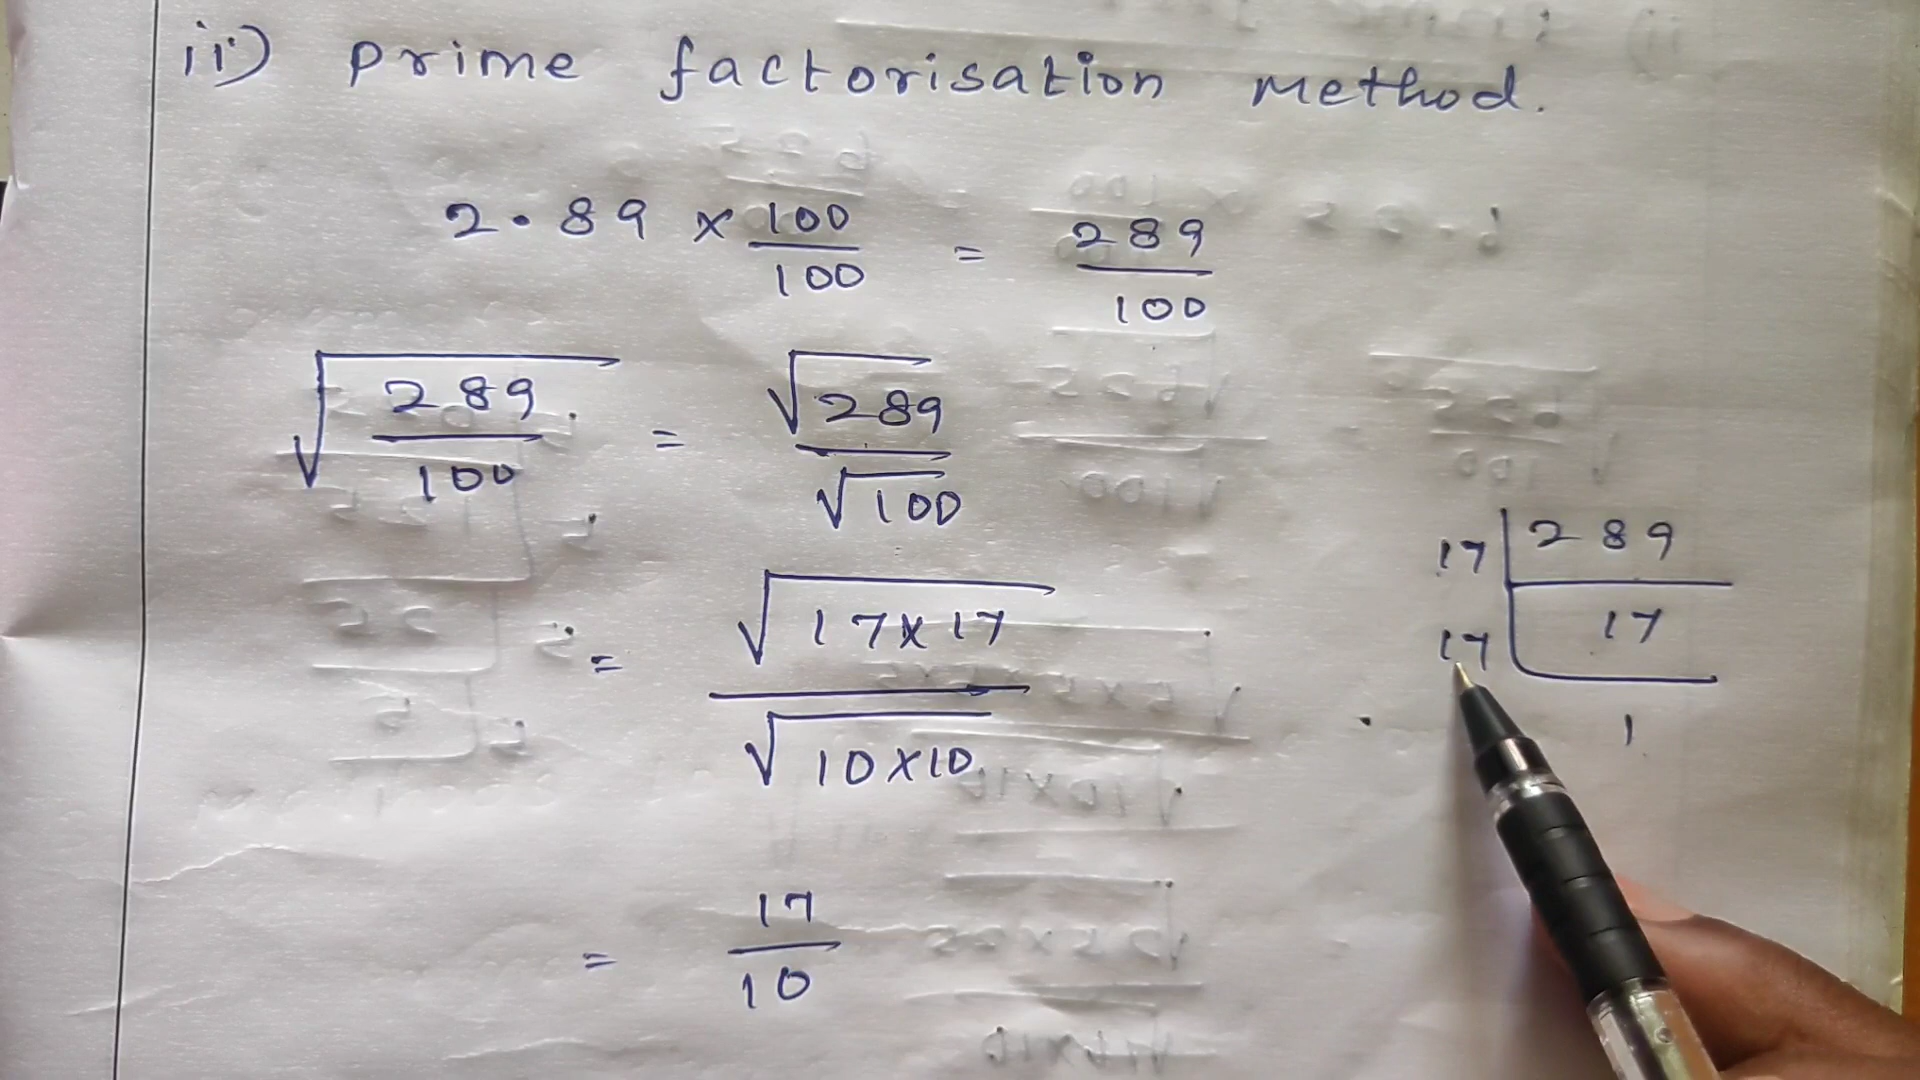 ii) Prime factorisation Method.
2.89 × 100/100 = 289/100
√(289/100) = √289/√100
= √(17×17)/√(10×10)
= 17/10
17 | 289
17 | 17
1